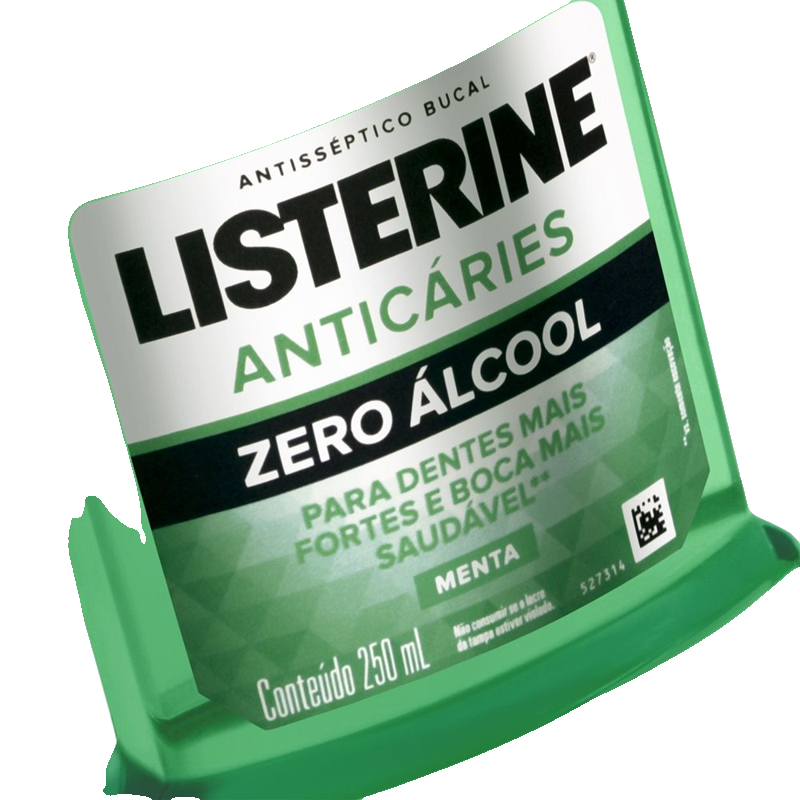 ANTISSÉPTICO BUCAL
LISTERINE®
ANTICÁRIES
ZERO ÁLCOOL
PARA DENTES MAIS
FORTES E BOCA MAIS
SAUDÁVEL**
MENTA
527314
Não consumir se o lacre
da tampa estiver violado.
Conteúdo 250 mL